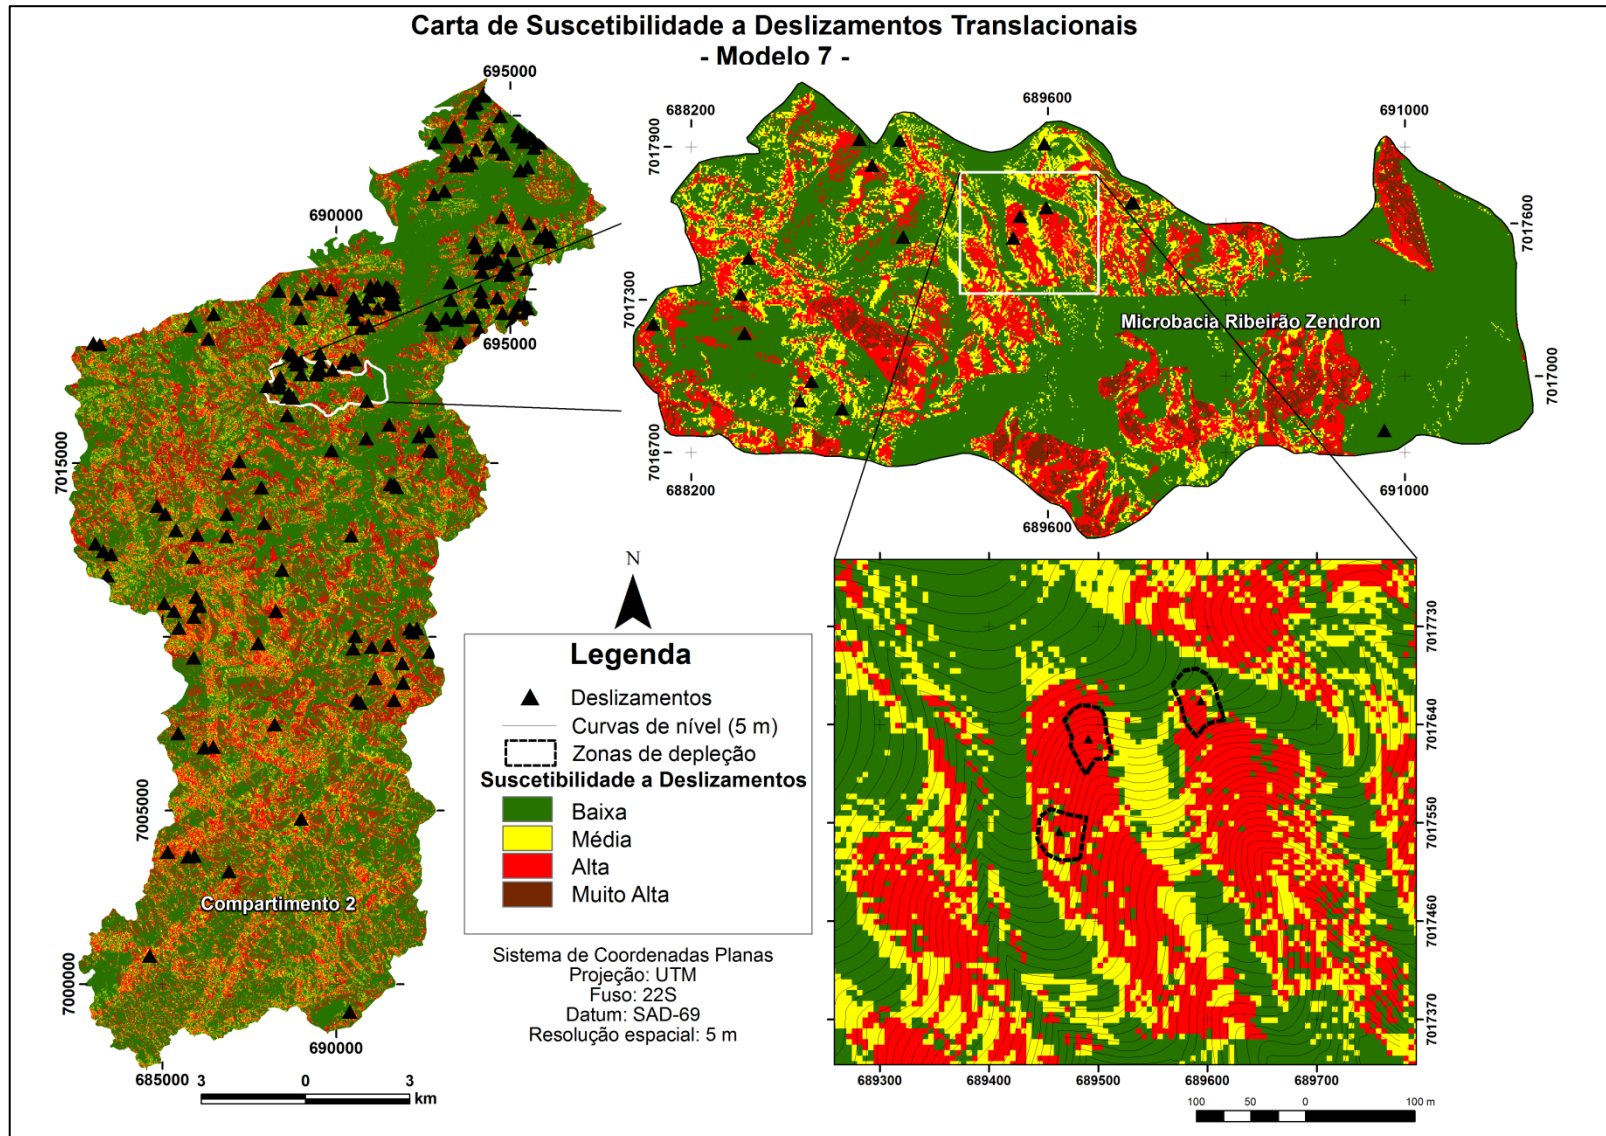 Carta de Suscetibilidade a Deslizamentos Translacionais
- Modelo 7 -
695000
690000
695000
7015000
7005000
7000000
Compartimento 2
690000
685000
3 0 3
km
688200
689600
691000
7017900
7017600
7017300
7017000
7016700
Microbacia Ribeirão Zendron
688200
689600
691000
N
Legenda
Deslizamentos
Curvas de nível (5 m)
Zonas de depleção
Suscetibilidade a Deslizamentos
Baixa
Média
Alta
Muito Alta
Sistema de Coordenadas Planas
Projeção: UTM
Fuso: 22S
Datum: SAD-69
Resolução espacial: 5 m
7017730
7017640
7017550
7017460
7017370
689300 689400 689500 689600 689700
100 50 0 100 m